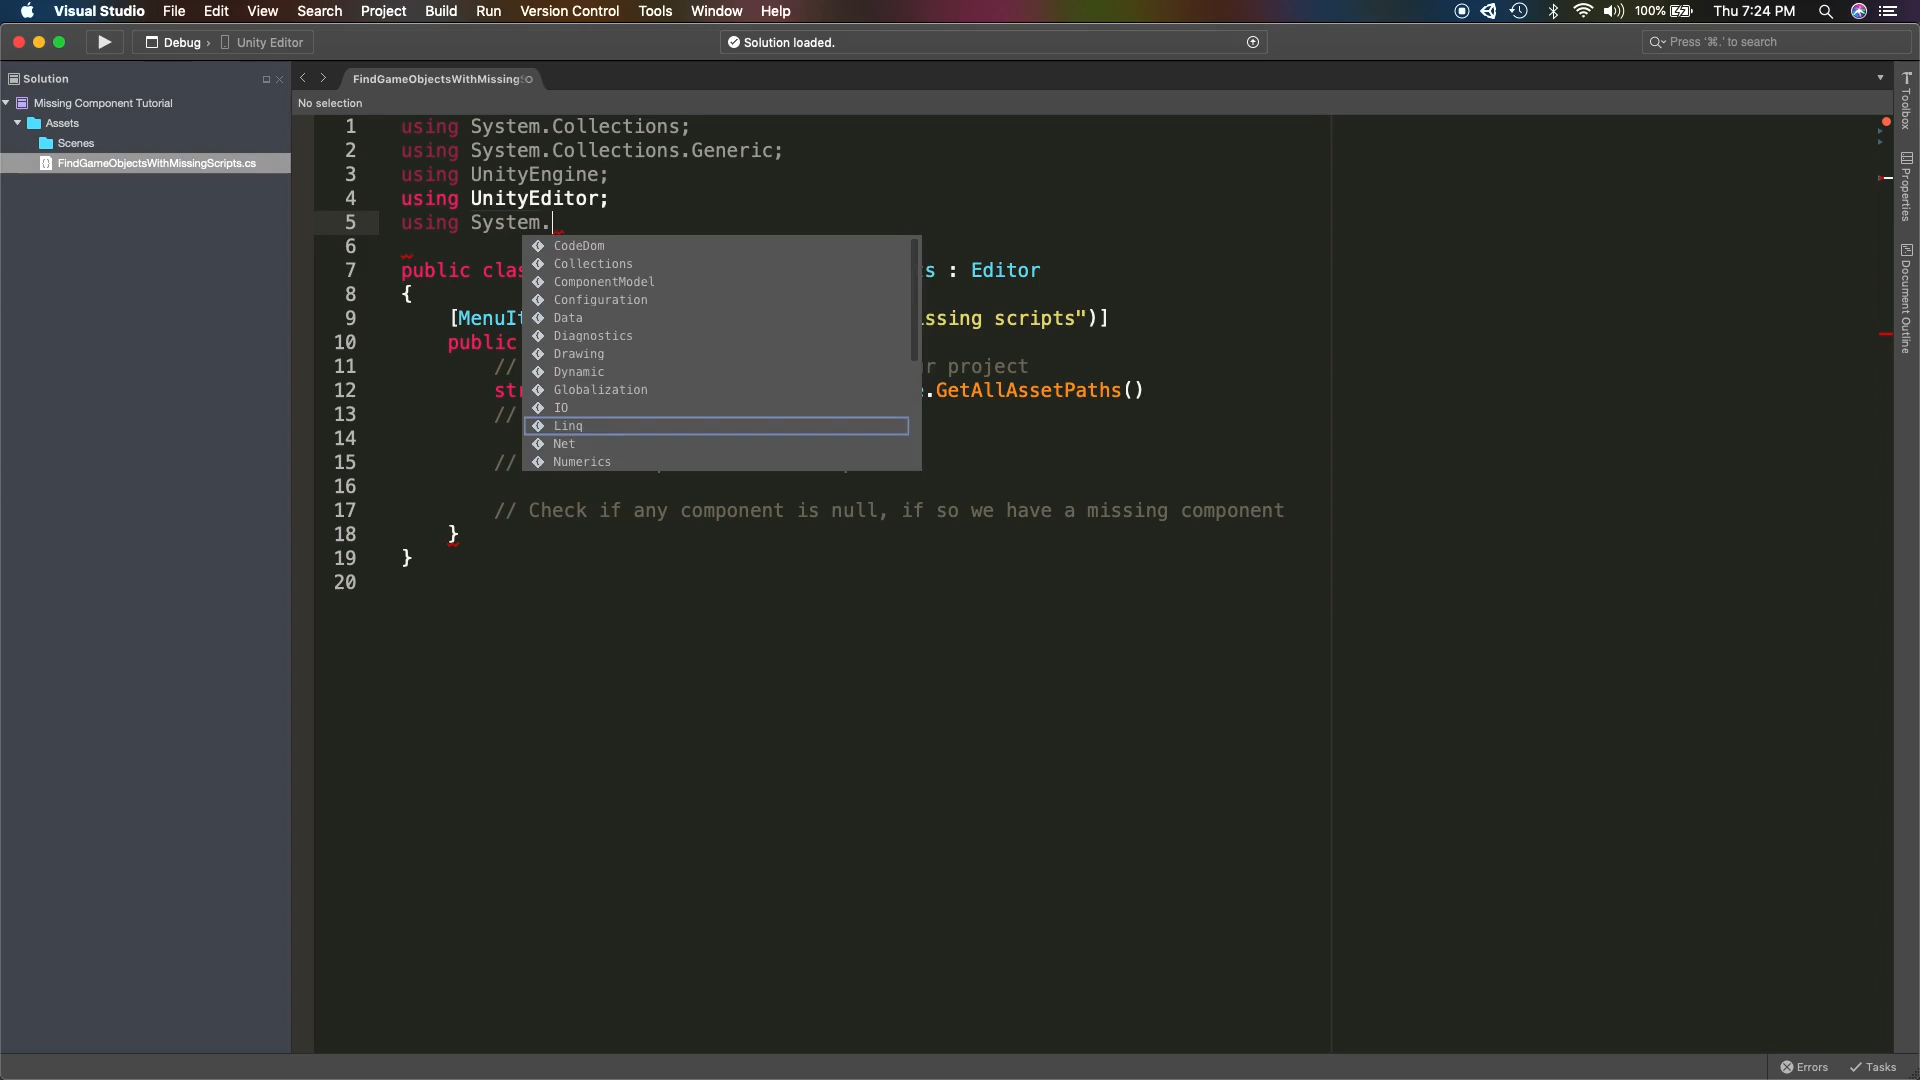 Visual Studio File Edit View Search Project Build Run Version Control Tools Window Help 100% Thu 7:24 PM
Debug › Unity Editor Solution loaded. Press '⌘.' to search
Solution
FindGameObjectsWithMissing
No selection
Missing Component Tutorial
Assets
Scenes
FindGameObjectsWithMissingScripts.cs
1 using System.Collections;
2 using System.Collections.Generic;
3 using UnityEngine;
4 using UnityEditor;
5 using System.
6
7 public clas s : Editor
8 {
9 [MenuIt ssing scripts")]
10 public
11 // r project
12 str .GetAllAssetPaths()
13 //
14
15 //
16
17 // Check if any component is null, if so we have a missing component
18 }
19 }
20
CodeDom
Collections
ComponentModel
Configuration
Data
Diagnostics
Drawing
Dynamic
Globalization
IO
Linq
Net
Numerics
Toolbox
Properties
Document Outline
Errors Tasks